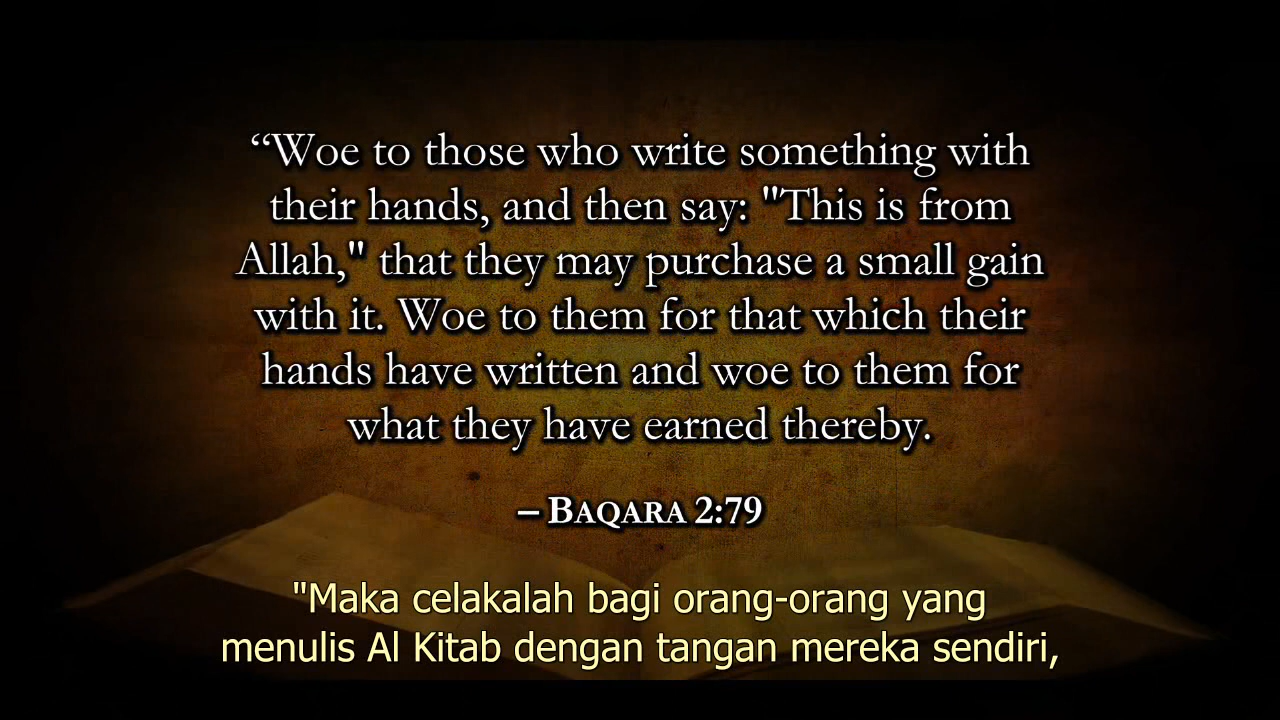 “Woe to those who write something with
their hands, and then say: "This is from
Allah," that they may purchase a small gain
with it. Woe to them for that which their
hands have written and woe to them for
what they have earned thereby.
– BAQARA 2:79
"Maka celakalah bagi orang-orang yang
menulis Al Kitab dengan tangan mereka sendiri,